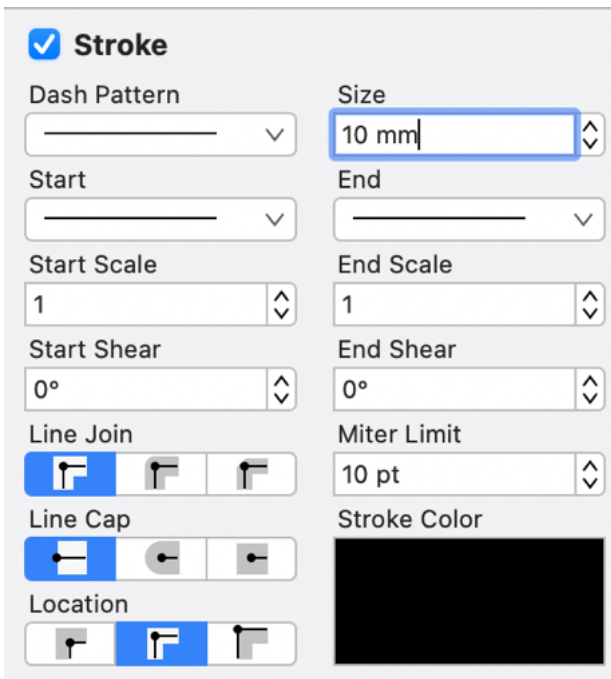 Stroke
Dash Pattern
Size
10 mm
Start
End
Start Scale
End Scale
1
1
Start Shear
End Shear
0°
0°
Line Join
Miter Limit
10 pt
Line Cap
Stroke Color
Location